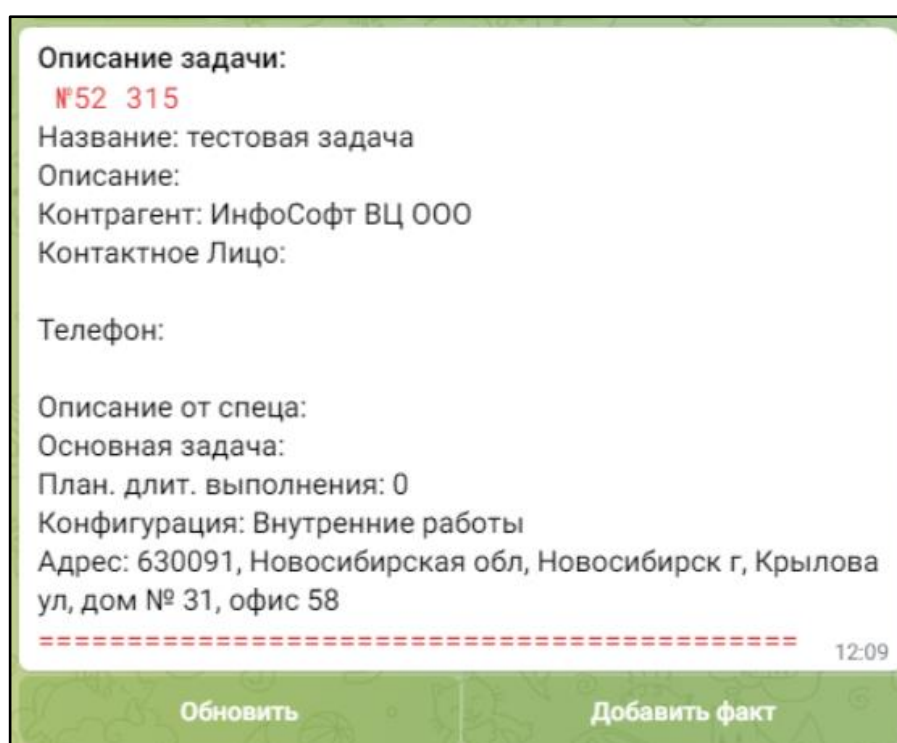 Описание задачи:
№52 315
Название: тестовая задача
Описание:
Контрагент: ИнфоСофт ВЦ ООО
Контактное Лицо:
Телефон:
Описание от спеца:
Основная задача:
План. длит. выполнения: 0
Конфигурация: Внутренние работы
Адрес: 630091, Новосибирская обл, Новосибирск г, Крылова
ул, дом № 31, офис 58
===========================================
12:09
Обновить
Добавить факт